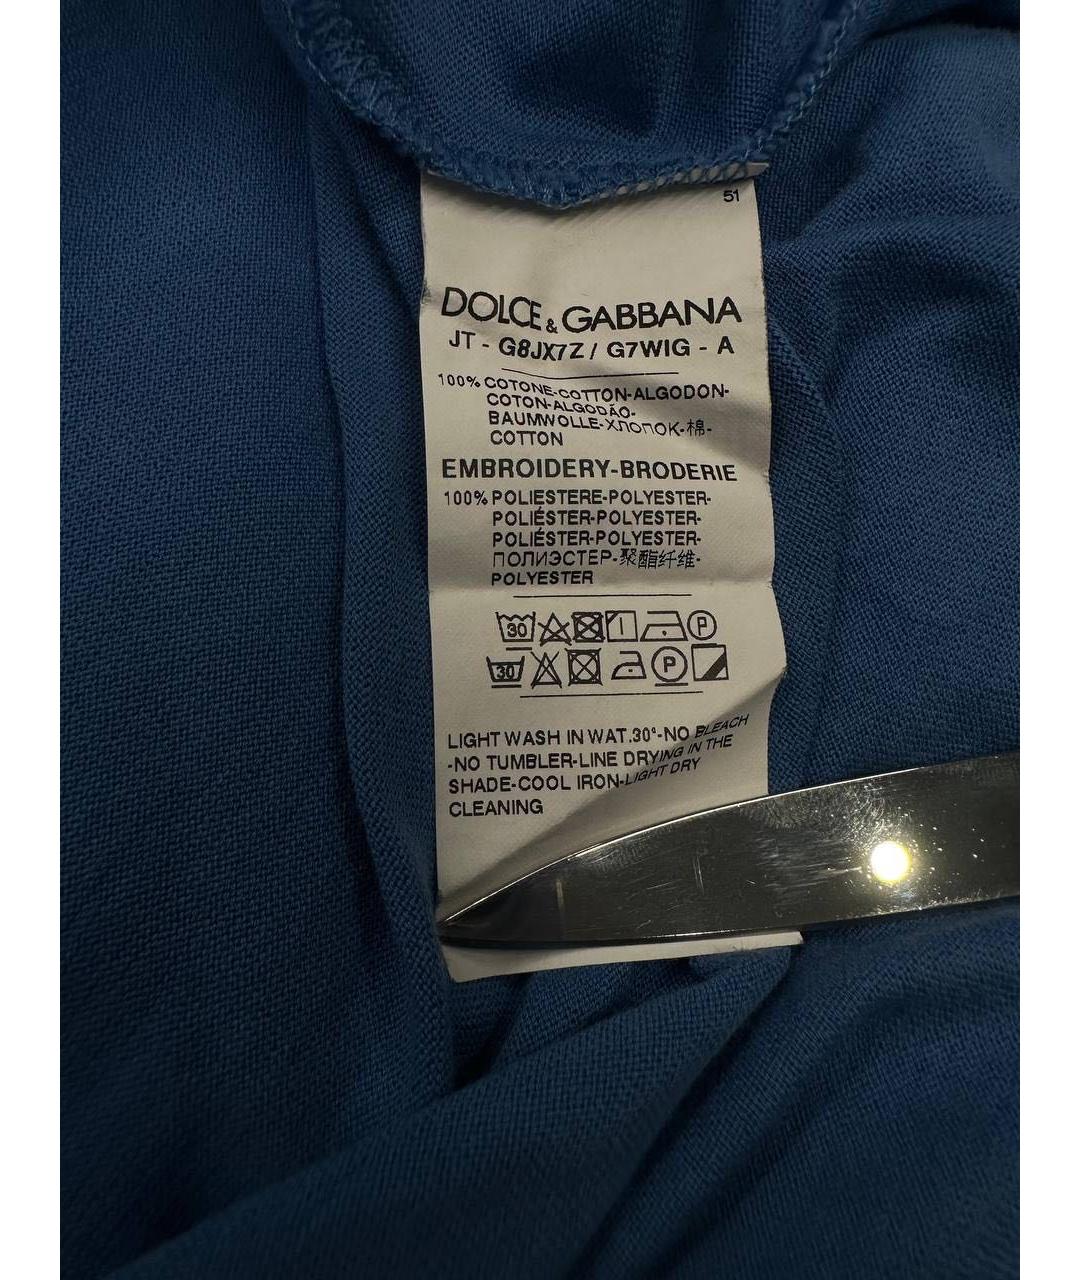 51
DOLCE & GABBANA
JT - G8JX7Z / G7WIG - A
100% COTONE-COTTON-ALGODON-
COTON-ALGODÃO-
BAUMWOLLE-ХЛОПОК-棉-
COTTON
EMBROIDERY-BRODERIE
100% POLIESTERE-POLYESTER-
POLIÉSTER-POLYESTER-
POLIÉSTER-POLYESTER-
ПОЛИЭСТЕР-聚酯纤维-
POLYESTER
30 P
30 P
LIGHT WASH IN WAT.30°-NO BLEACH
-NO TUMBLER-LINE DRYING IN THE
SHADE-COOL IRON-LIGHT DRY
CLEANING